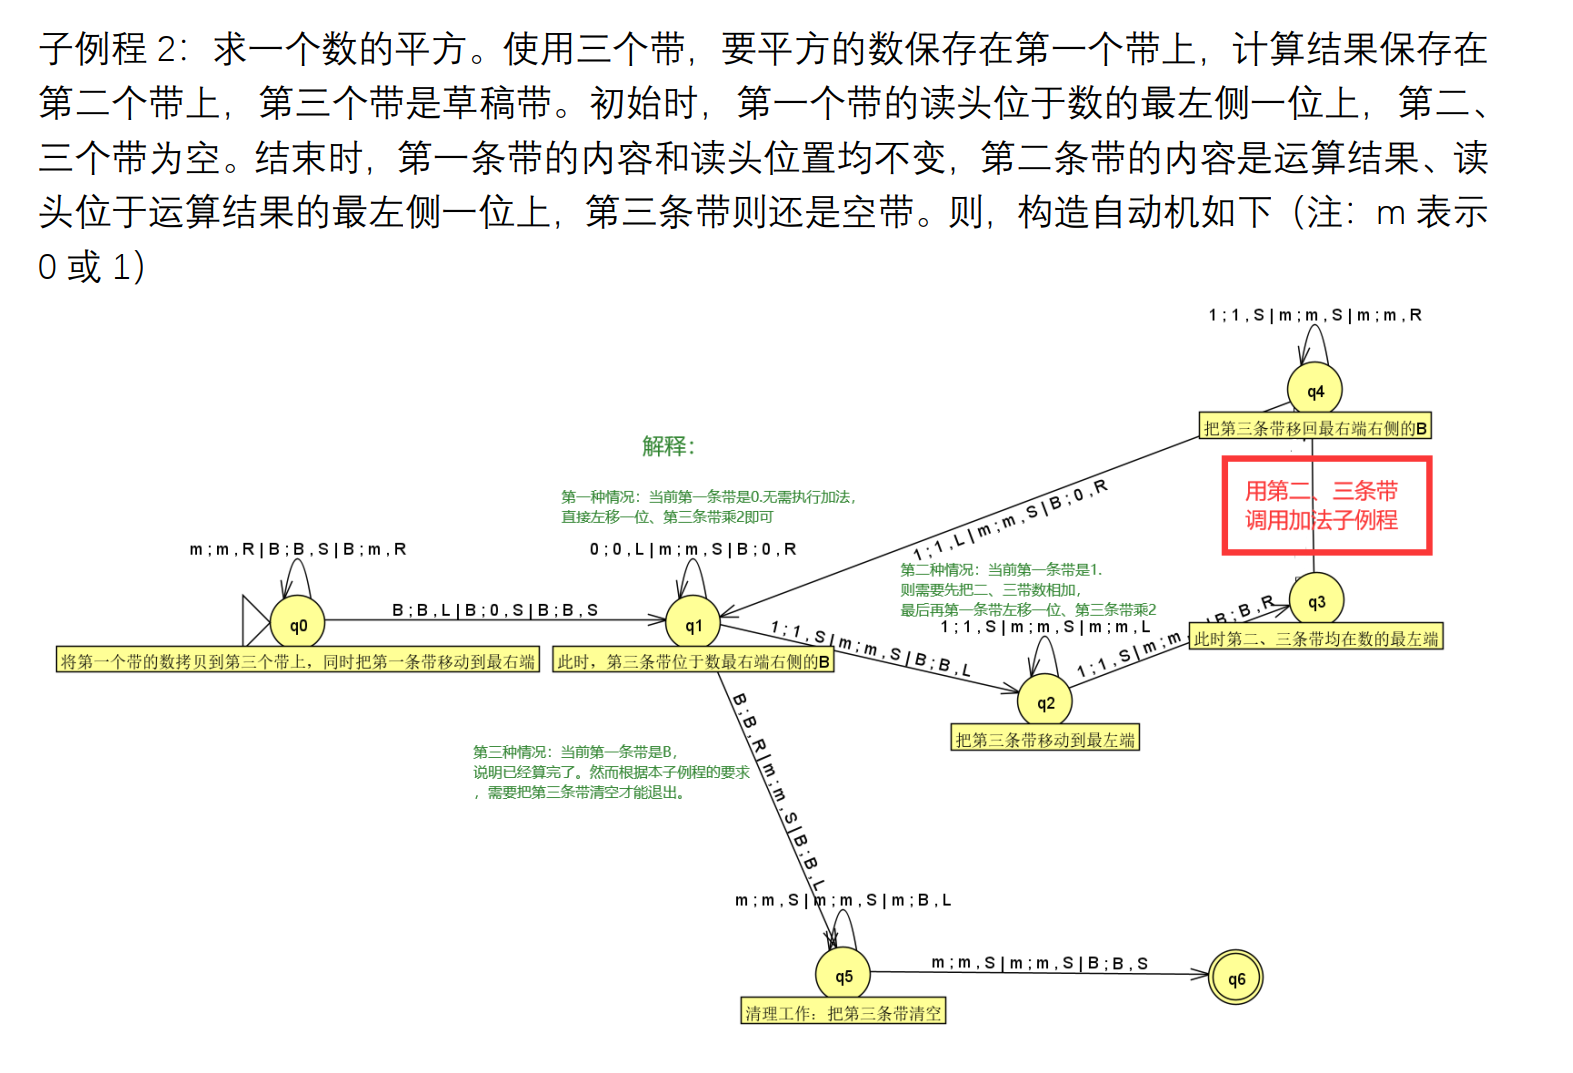 子例程 2：求一个数的平方。使用三个带，要平方的数保存在第一个带上，计算结果保存在
第二个带上，第三个带是草稿带。初始时，第一个带的读头位于数的最左侧一位上，第二、
三个带为空。结束时，第一条带的内容和读头位置均不变，第二条带的内容是运算结果、读
头位于运算结果的最左侧一位上，第三条带则还是空带。则，构造自动机如下（注：m 表示
0 或 1）
1;1,S|m;m,S|m;m,R
q4
把第三条带移回最右端右侧的B
解释：
第一种情况：当前第一条带是0.无需执行加法，
直接左移一位、第三条带乘2即可
用第二、三条带
调用加法子例程
1;1,L|m;m,S|B;0,R
m;m,R|B;B,S|B;m,R
0;0,L|m;m,S|B;0,R
第二种情况：当前第一条带是1.
则需要先把二、三带数相加，
最后再第一条带左移一位、第三条带乘2
q0
B;B,L|B;0,S|B;B,S
q1
1;1,S|m;m,S|B;B,L
1;1,S|m;m,S|m;m,L
q3
将第一个带的数拷贝到第三个带上，同时把第一条带移动到最右端
此时，第三条带位于数最右端右侧的B
此时第二、三条带均在数的最左端
1;1,S|m;m,
|B;B,R
q2
把第三条带移动到最左端
B;B,R|m;m,S|B;B,L
第三种情况：当前第一条带是B，
说明已经算完了。然而根据本子例程的要求
，需要把第三条带清空才能退出。
m;m,S|m;m,S|m;B,L
q5
m;m,S|m;m,S|B;B,S
q6
清理工作：把第三条带清空